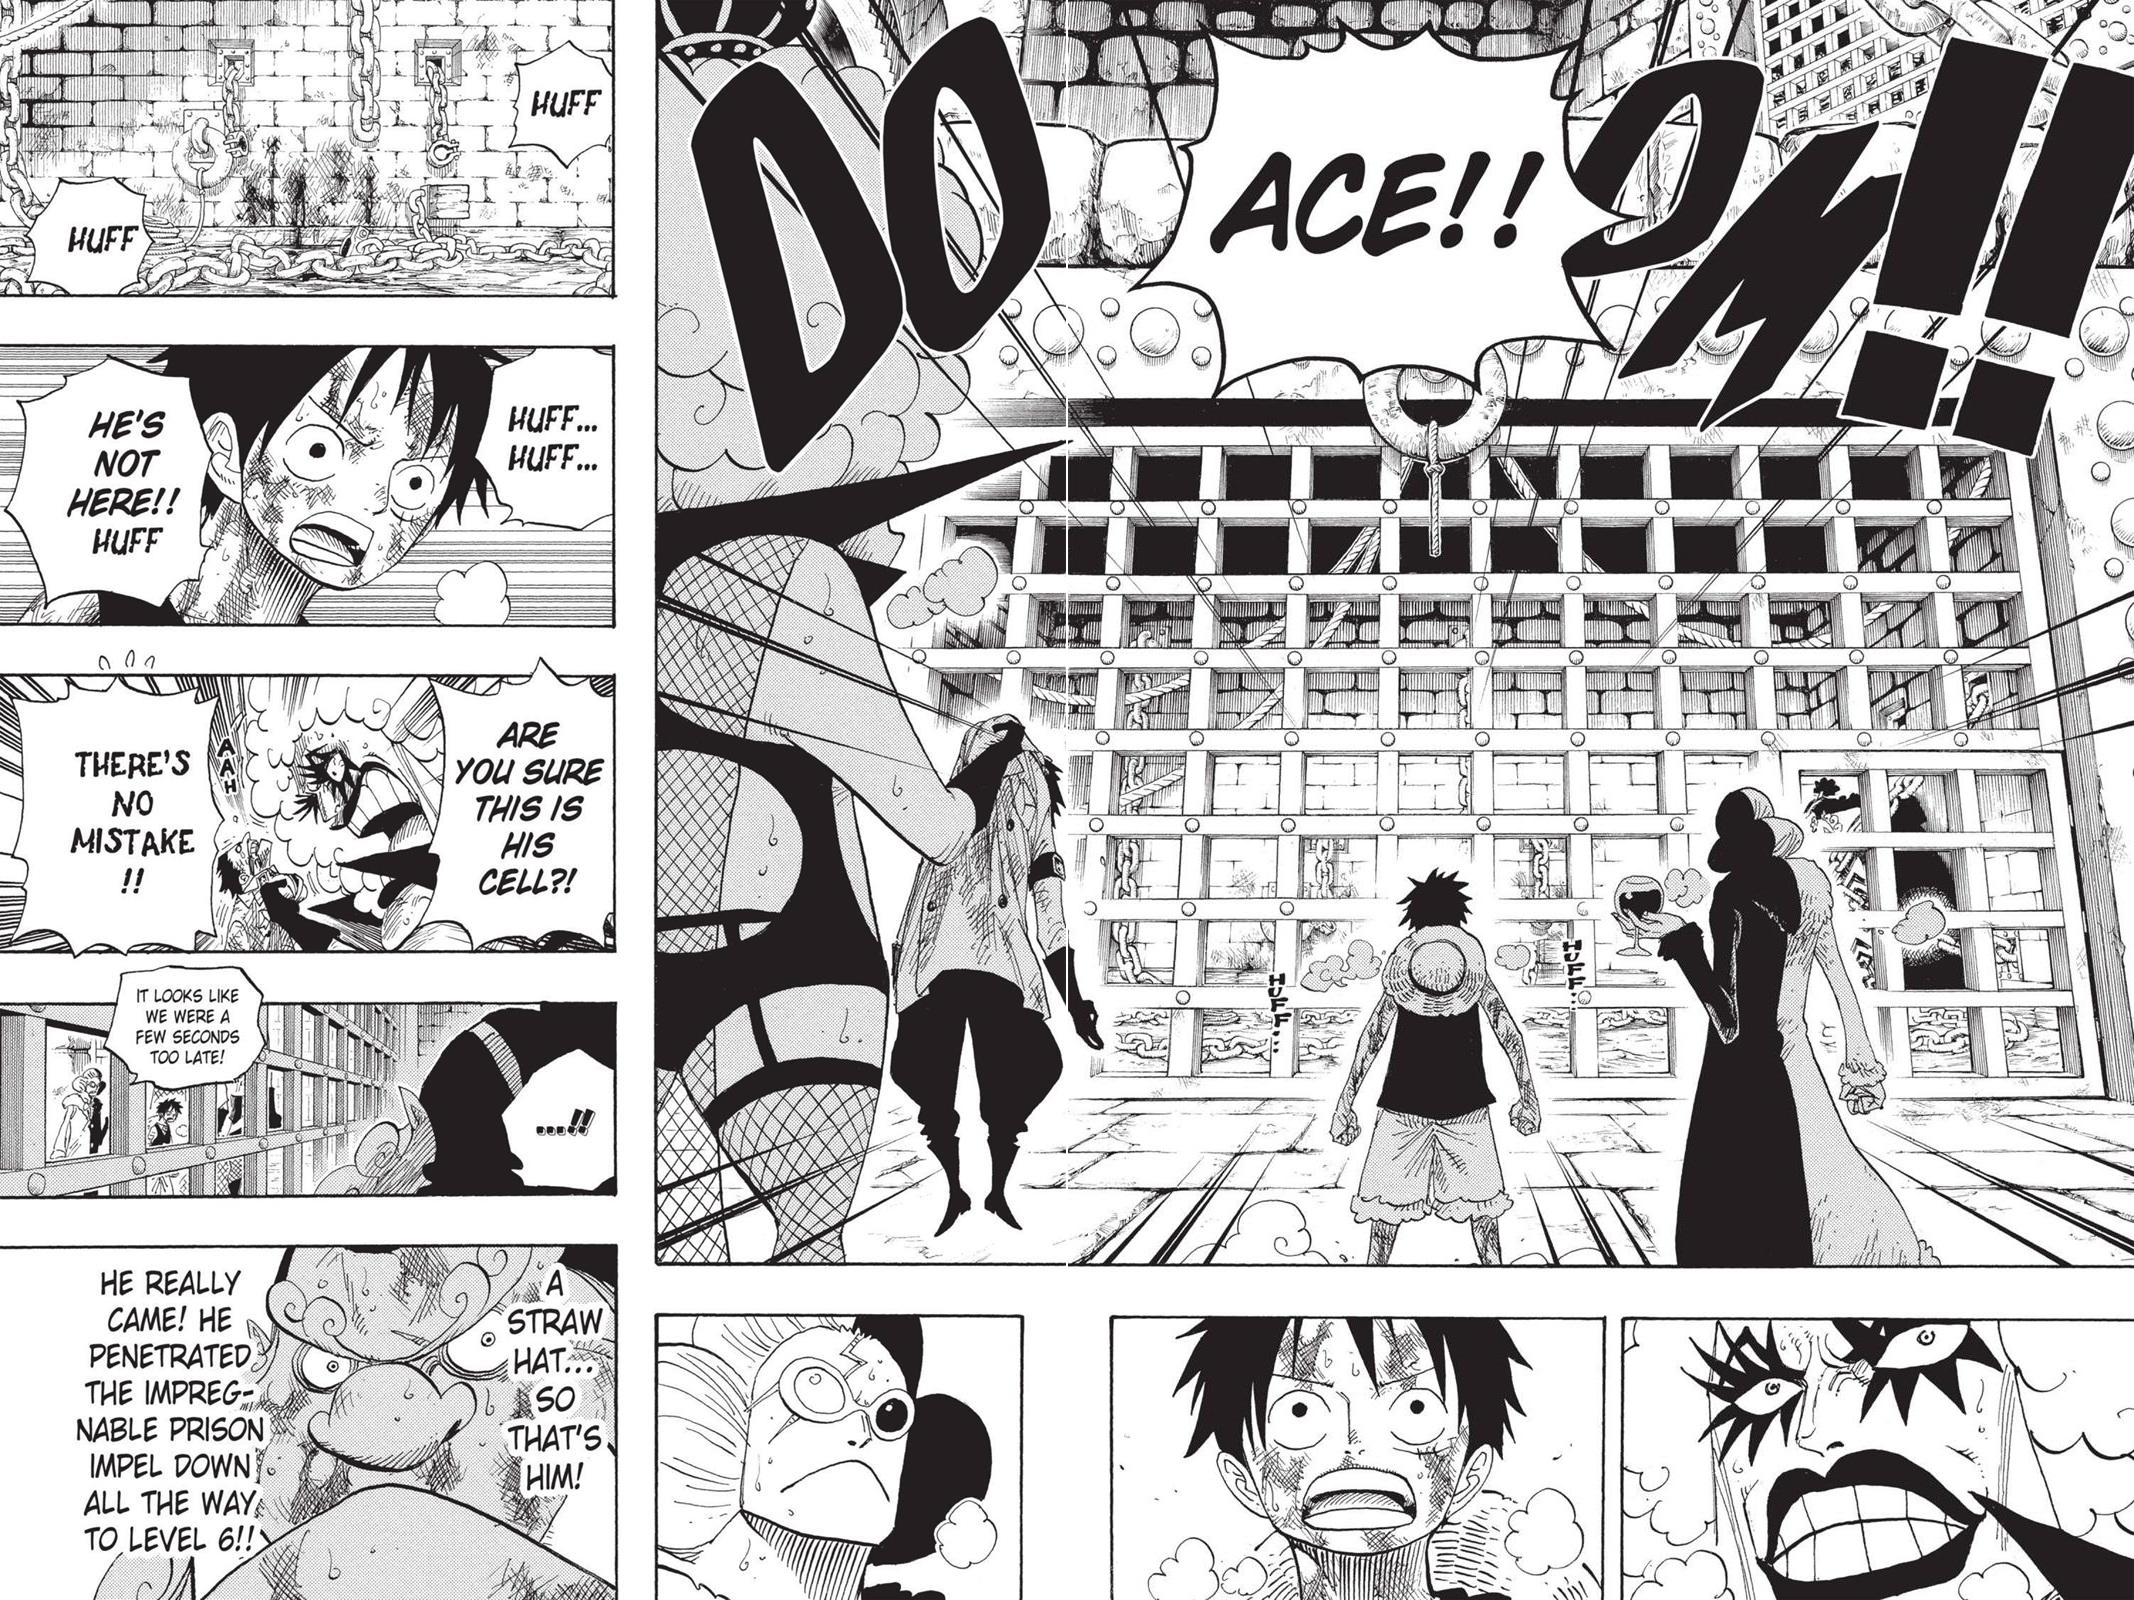 DOOM!!
ACE!!
HUFF...
HUFF...
HUFF
HUFF
HUFF...
HUFF...
HE'S
NOT
HERE!!
HUFF
ARE
YOU SURE
THIS IS
HIS
CELL?!
AAH
THERE'S
NO
MISTAKE
!!
IT LOOKS LIKE
WE WERE A
FEW SECONDS
TOO LATE!
...!!
A
STRAW
HAT...
SO
THAT'S
HIM!
HE REALLY
CAME! HE
PENETRATED
THE IMPREG-
NABLE PRISON
IMPEL DOWN
ALL THE WAY
TO LEVEL 6!!